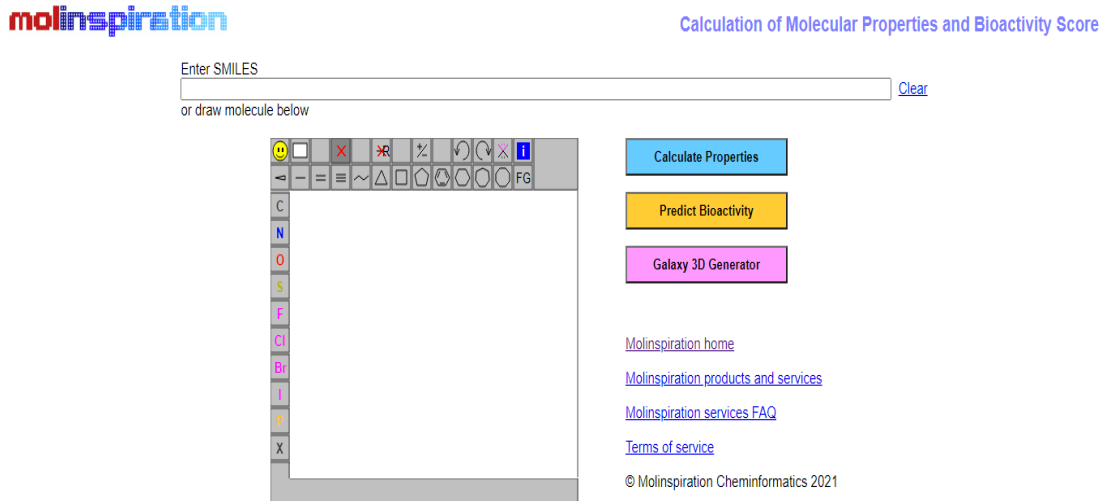 molinspiration
Calculation of Molecular Properties and Bioactivity Score
Enter SMILES
Clear
or draw molecule below
R +/- i
FG
C
N
O
S
F
Cl
Br
I
P
X
Calculate Properties
Predict Bioactivity
Galaxy 3D Generator
Molinspiration home
Molinspiration products and services
Molinspiration services FAQ
Terms of service
© Molinspiration Cheminformatics 2021